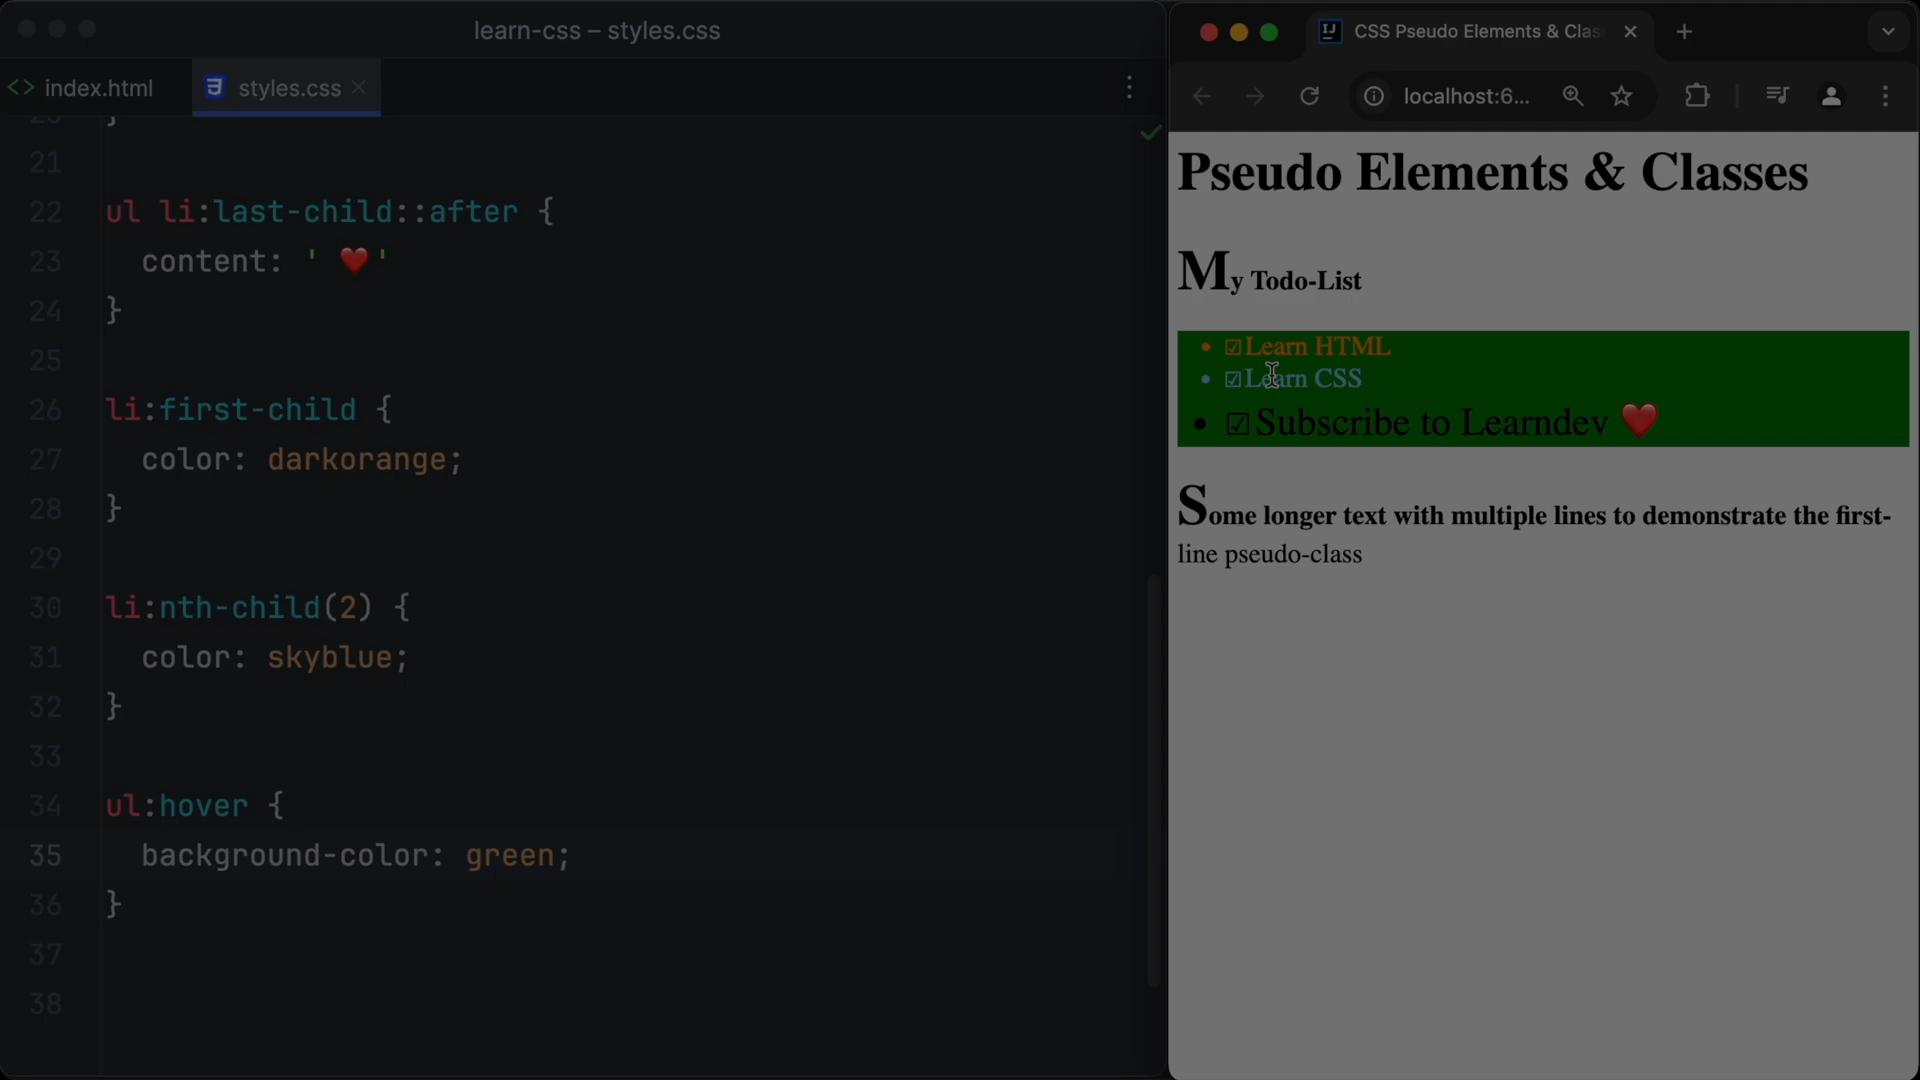 learn-css – styles.css
index.html
styles.css
}
21
22 ul li:last-child::after {
23 content: ' ❤️'
24 }
25
26 li:first-child {
27 color: darkorange;
28 }
29
30 li:nth-child(2) {
31 color: skyblue;
32 }
33
34 ul:hover {
35 background-color: green;
36 }
37
38
CSS Pseudo Elements & Clas
localhost:6...
Pseudo Elements & Classes
My Todo-List
• ☑Learn HTML
• ☑Learn CSS
• ☑Subscribe to Learndev ❤️
Some longer text with multiple lines to demonstrate the first-
line pseudo-class